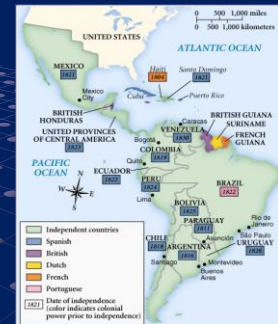 0 500 1,000 miles
0 500 1,000 kilometers
UNITED STATES
ATLANTIC OCEAN
MEXICO
1821
Mexico City
Haiti
1804
Santo Domingo
1821
Cuba
Puerto Rico
BRITISH HONDURAS
UNITED PROVINCES
OF CENTRAL AMERICA
1823
Caracas
VENEZUELA
1830
BRITISH GUIANA
SURINAME
FRENCH GUIANA
Bogotá
COLOMBIA
1819
PACIFIC OCEAN
Quito
ECUADOR
1822
PERU
1824
Lima
BRAZIL
1822
BOLIVIA
1825
PARAGUAY
1811
Asunción
Rio de Janeiro
CHILE
1818
ARGENTINA
1816
URUGUAY
1828
Santiago
Montevideo
Buenos Aires
N
W E
S
Independent countries
Spanish
British
Dutch
French
Portuguese
1821 Date of independence
(color indicates colonial
power prior to independence)